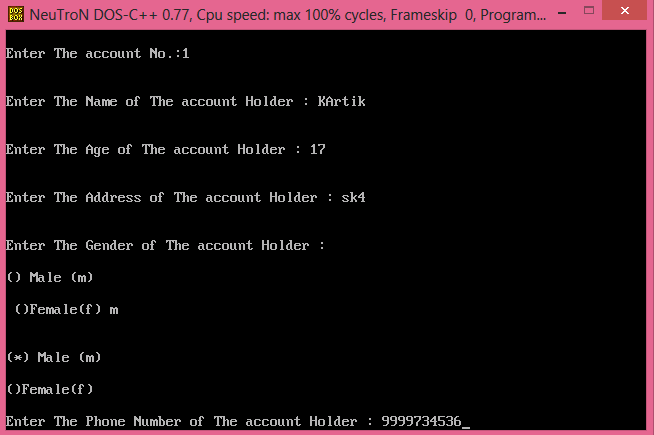 DOS BOX NeuTroN DOS-C++ 0.77, Cpu speed: max 100% cycles, Frameskip 0, Program...
Enter The account No.:1
Enter The Name of The account Holder : KArtik
Enter The Age of The account Holder : 17
Enter The Address of The account Holder : sk4
Enter The Gender of The account Holder :
() Male (m)
()Female(f) m
(*) Male (m)
()Female(f)
Enter The Phone Number of The account Holder : 9999734536_